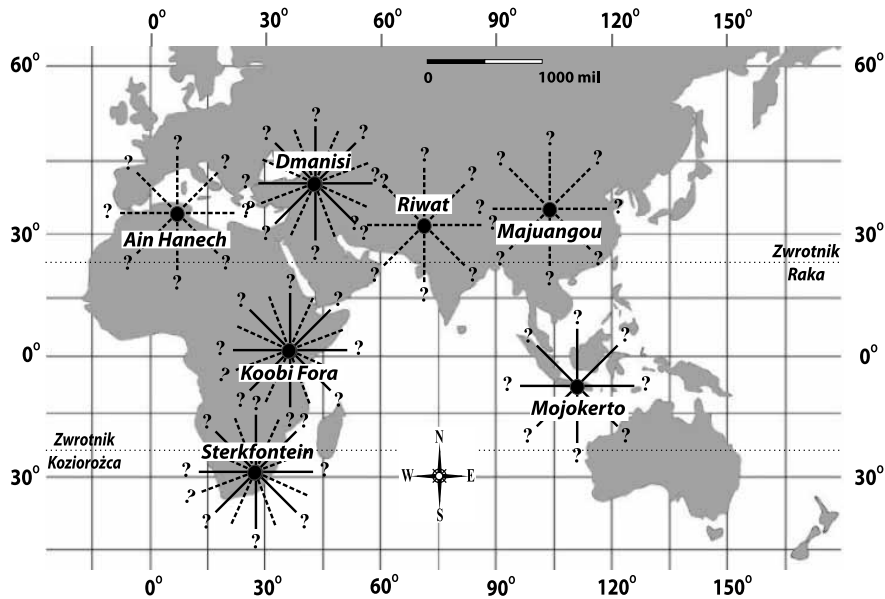 0° 30° 60° 90° 120° 150°
60°
60°
0 1000 mil
? ? ? ? ? ? ? ?
Dmanisi
? ? ? ? ? ? ? ?
Riwat
Majuangou
Ain Hanech
30°
30°
Zwrotnik
Raka
? ? ? ? ? ? ? ?
0°
0°
Koobi Fora
? ? ? ? ? ? ? ?
Mojokerto
Zwrotnik
Koziorożca
Sterkfontein
N
W E
S
? ? ? ? ? ? ? ?
30°
30°
0° 30° 60° 90° 120° 150°